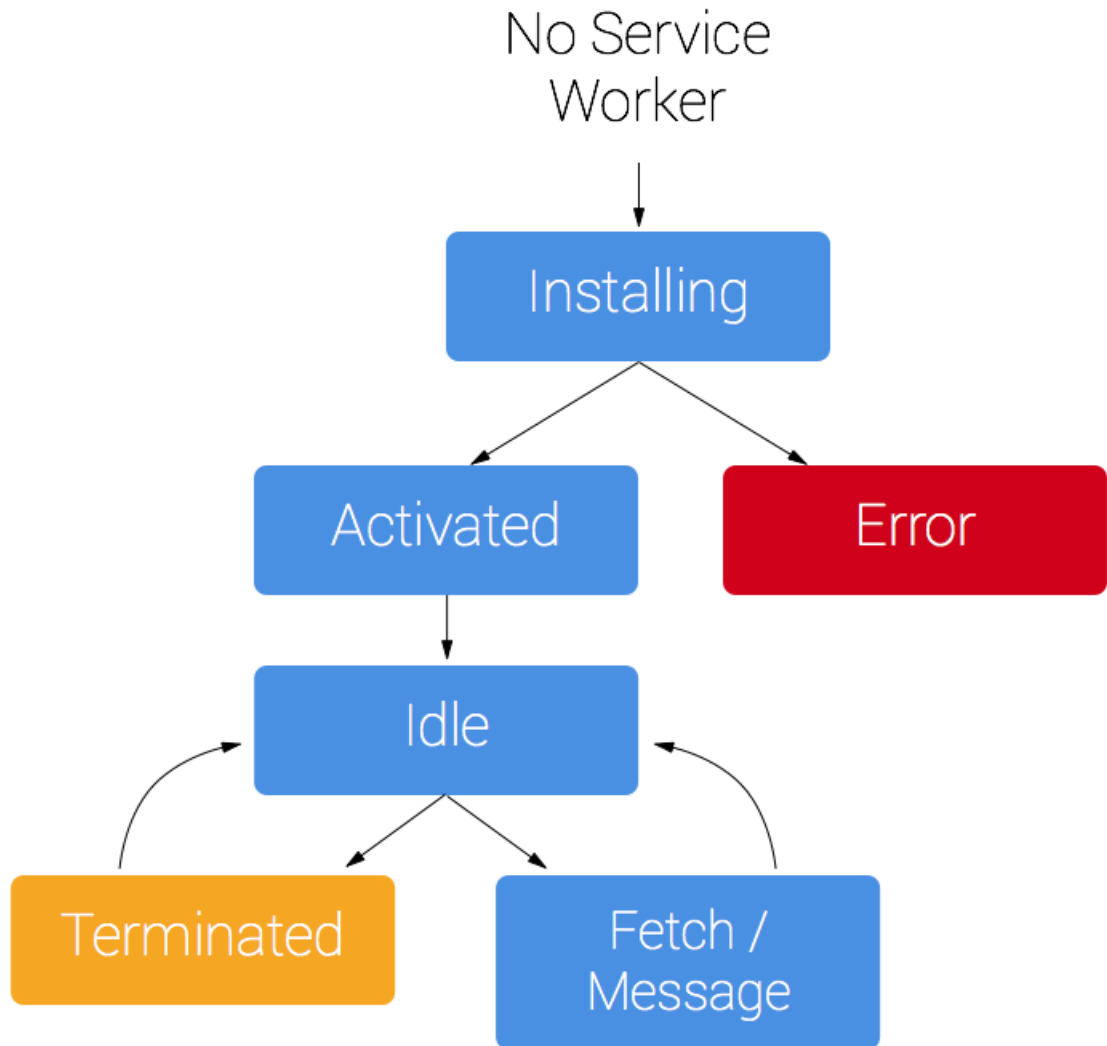 No Service
Worker
Installing
Activated
Error
Idle
Terminated
Fetch /
Message